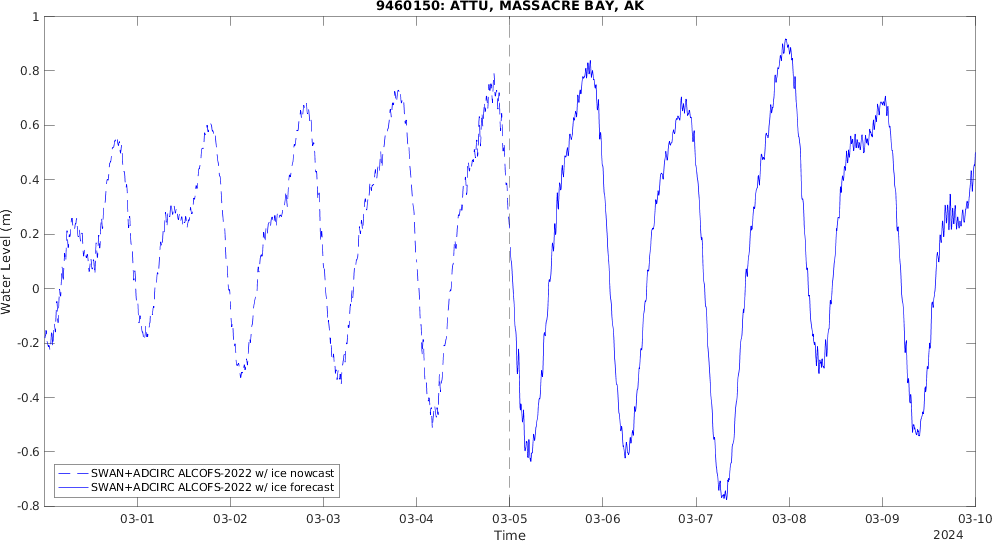 9460150: ATTU, MASSACRE BAY, AK
1
0.8
0.6
0.4
0.2
0
-0.2
-0.4
-0.6
-0.8
Water Level (m)
SWAN+ADCIRC ALCOFS-2022 w/ ice nowcast
SWAN+ADCIRC ALCOFS-2022 w/ ice forecast
03-01 03-02 03-03 03-04 03-05 03-06 03-07 03-08 03-09 03-10
Time
2024